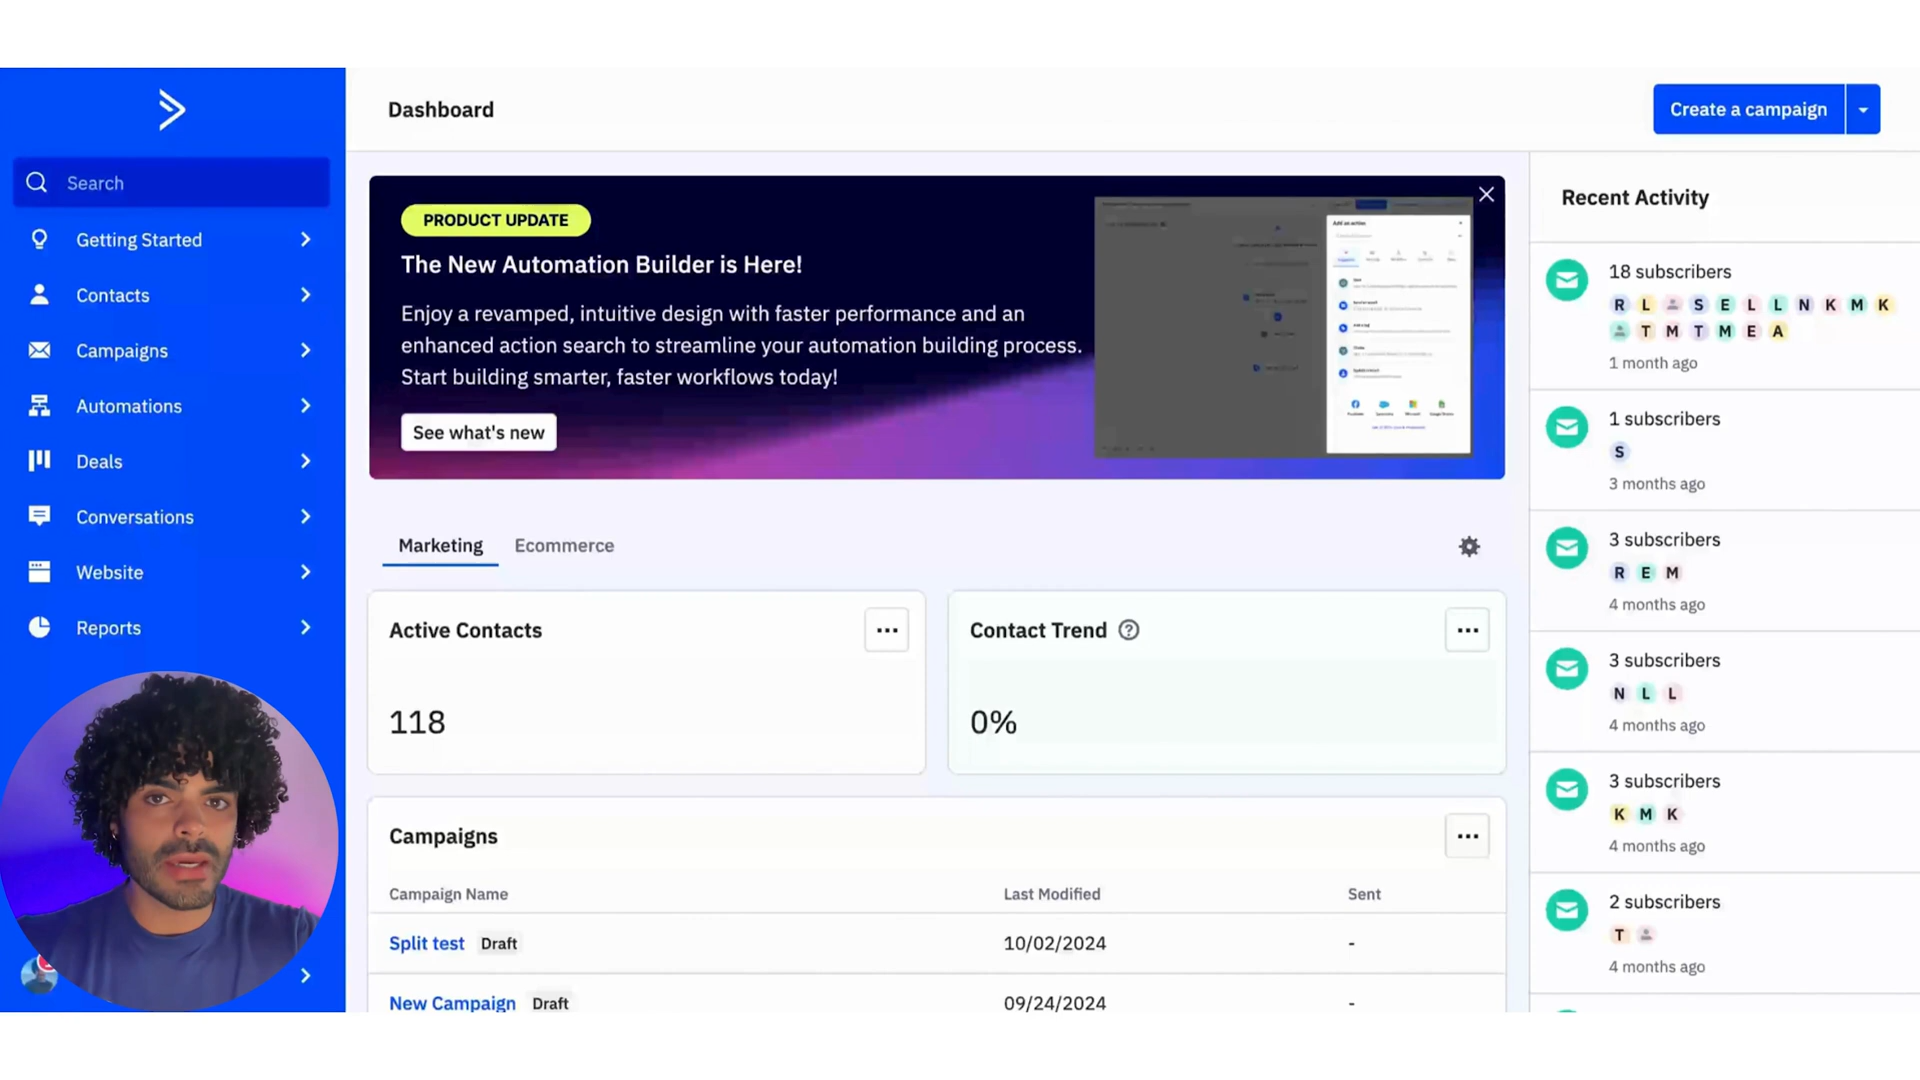 Dashboard
Create a campaign
Search
Getting Started
Contacts
Campaigns
Automations
Deals
Conversations
Website
Reports
PRODUCT UPDATE
The New Automation Builder is Here!
Enjoy a revamped, intuitive design with faster performance and an
enhanced action search to streamline your automation building process.
Start building smarter, faster workflows today!
See what's new
Add an action
Marketing
Ecommerce
Active Contacts
118
Contact Trend
0%
Campaigns
Campaign Name Last Modified Sent
Split test Draft 10/02/2024 -
New Campaign Draft 09/24/2024 -
Recent Activity
18 subscribers
R L S E L L N K M K
T M T M E A
1 month ago
1 subscribers
S
3 months ago
3 subscribers
R E M
4 months ago
3 subscribers
N L L
4 months ago
3 subscribers
K M K
4 months ago
2 subscribers
T
4 months ago